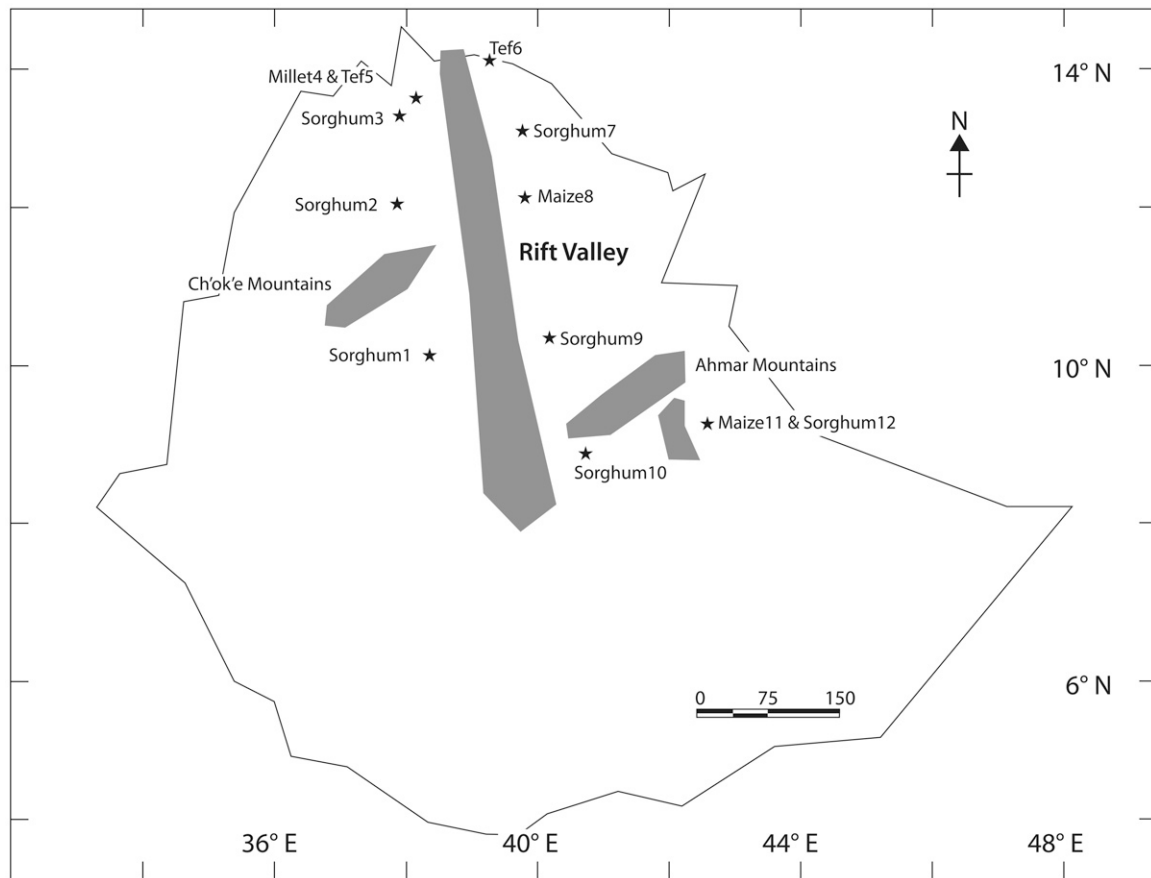 Tef6
14° N
Millet4 & Tef5
Sorghum3
Sorghum7
N
Sorghum2
Maize8
Rift Valley
Ch'ok'e Mountains
Sorghum1
Sorghum9
Ahmar Mountains
10° N
Maize11 & Sorghum12
Sorghum10
6° N
0 75 150
36° E 40° E 44° E 48° E